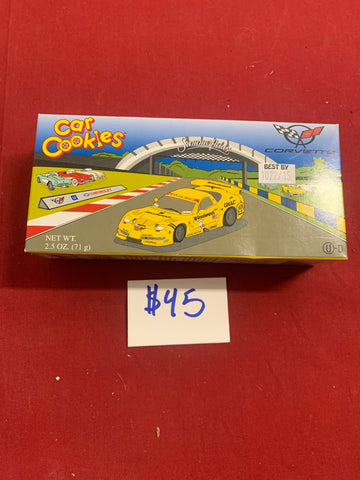 Car
Cookies
CORVETTE
BEST BY
NET WT.
2.5 OZ. (71 g)
U-D
$45